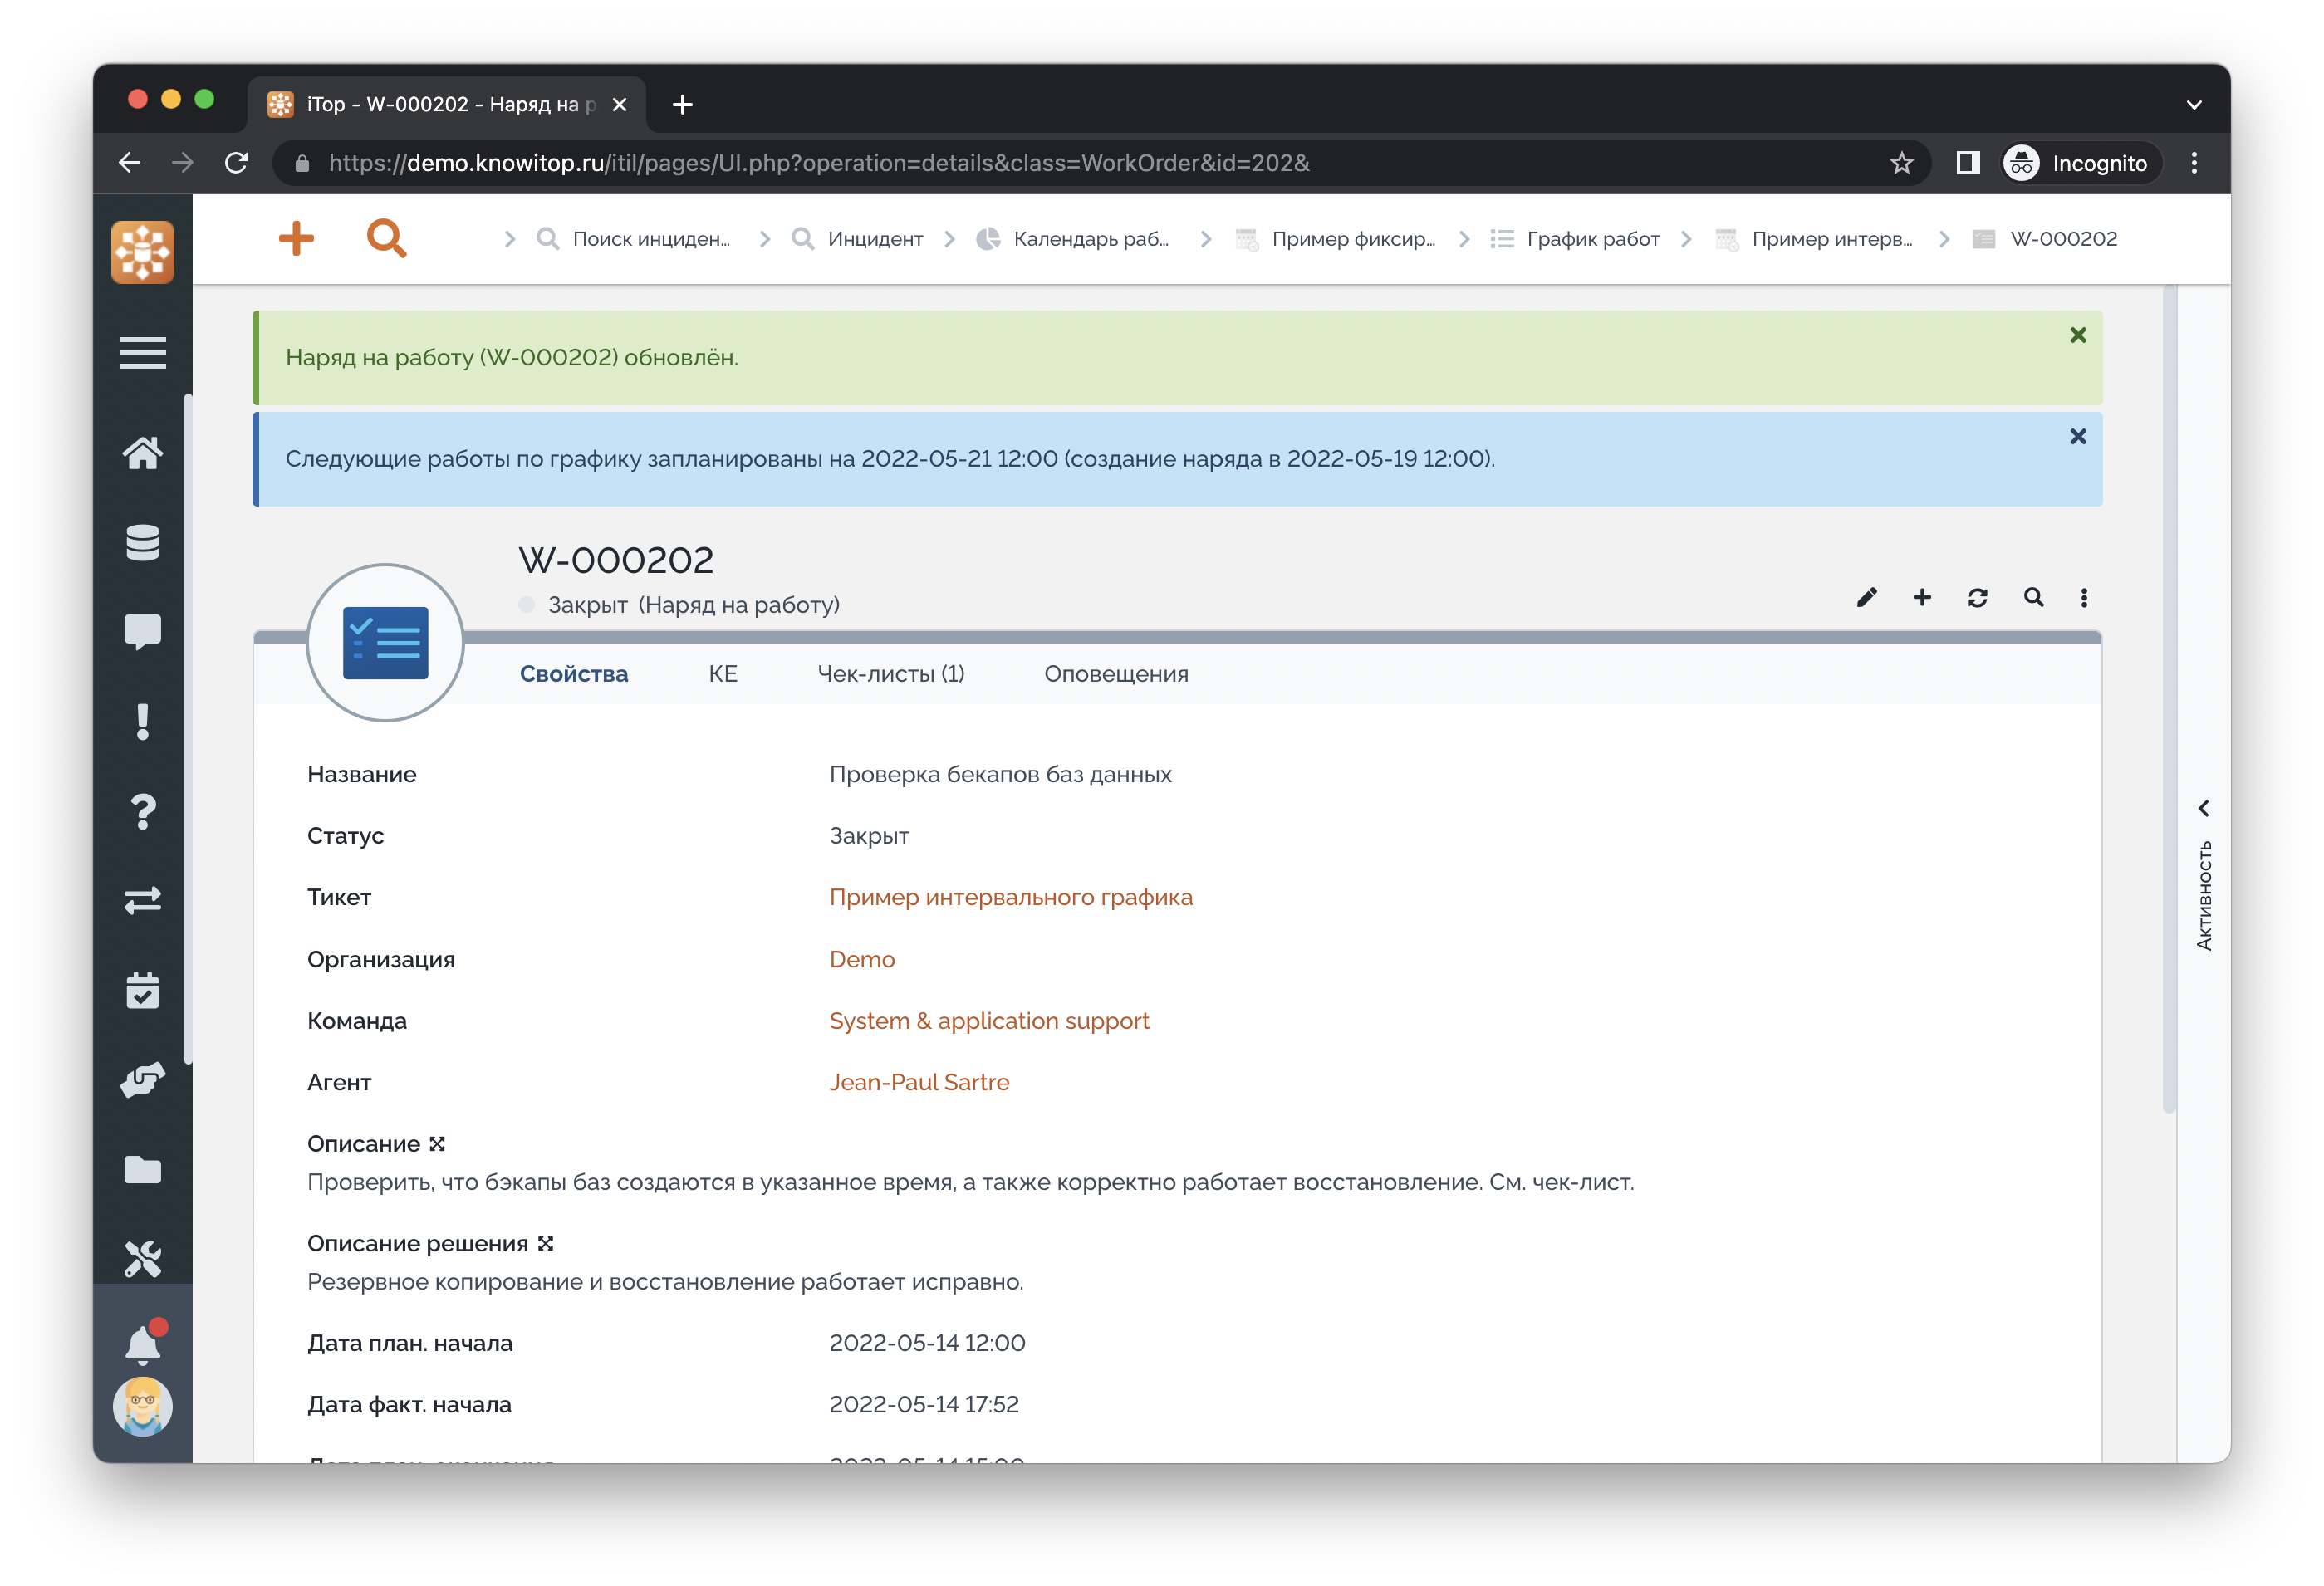 iTop - W-000202 - Наряд на р
https://demo.knowitop.ru/itil/pages/UI.php?operation=details&class=WorkOrder&id=202&
Incognito
Поиск инциден...
Инцидент
Календарь раб...
Пример фиксир...
График работ
Пример интерв...
W-000202
Наряд на работу (W-000202) обновлён.
Следующие работы по графику запланированы на 2022-05-21 12:00 (создание наряда в 2022-05-19 12:00).
W-000202
Закрыт (Наряд на работу)
Свойства
КЕ
Чек-листы (1)
Оповещения
Название
Проверка бекапов баз данных
Статус
Закрыт
Тикет
Пример интервального графика
Организация
Demo
Команда
System & application support
Агент
Jean-Paul Sartre
Описание
Проверить, что бэкапы баз создаются в указанное время, а также корректно работает восстановление. См. чек-лист.
Описание решения
Резервное копирование и восстановление работает исправно.
Дата план. начала
2022-05-14 12:00
Дата факт. начала
2022-05-14 17:52
Активность